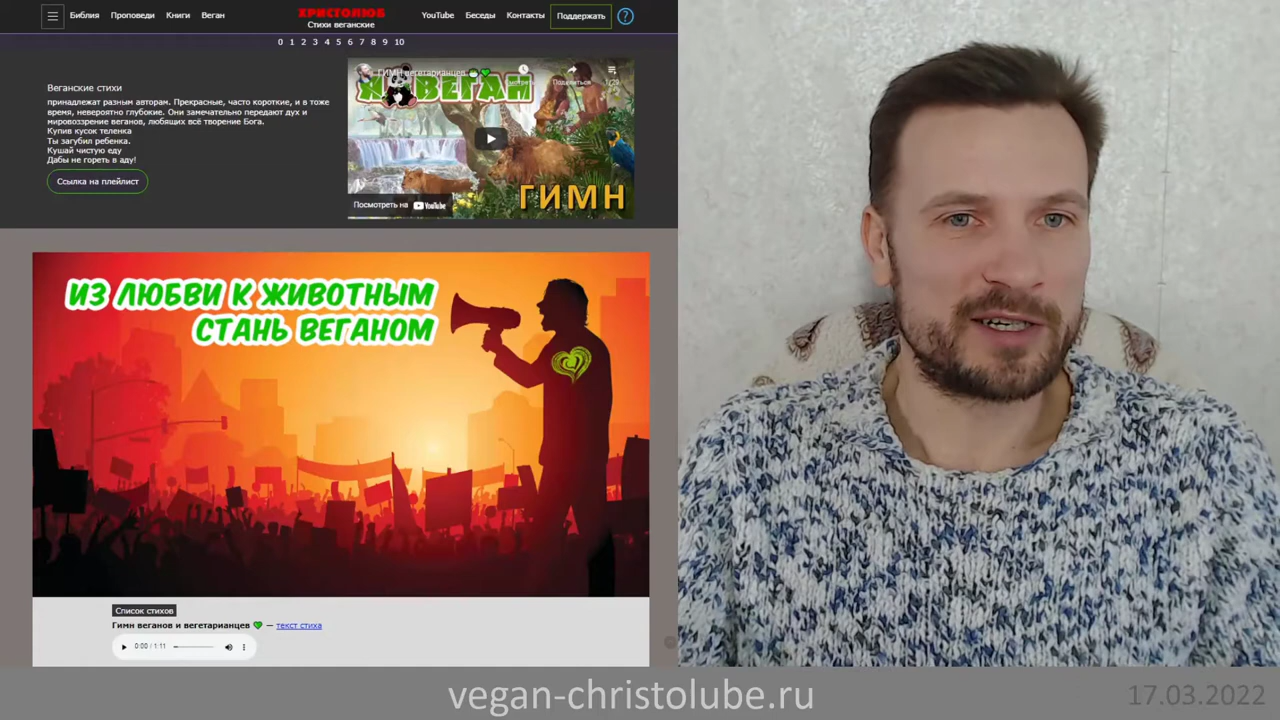 Библия Проповеди Книги Веган
ХРИСТОЛЮБ
Стихи веганские
YouTube Беседы Контакты Поддержать ?
0 1 2 3 4 5 6 7 8 9 10
Веганские стихи
принадлежат разным авторам. Прекрасные, часто короткие, и в тоже
время, невероятно глубокие. Они замечательно передают дух и
мировоззрение веганов, любящих всё творение Бога.
Купив кусок теленка
Ты загубил ребенка.
Кушай чистую еду
Дабы не гореть в аду!
Ссылка на плейлист
ГИМН вегетарианцев
Я ВЕГАН
ГИМН
Посмотреть на YouTube
ИЗ ЛЮБВИ К ЖИВОТНЫМ
СТАНЬ ВЕГАНОМ
Список стихов
Гимн веганов и вегетарианцев 💚 — текст стиха
0:00 / 1:11
vegan-christolube.ru
17.03.2022